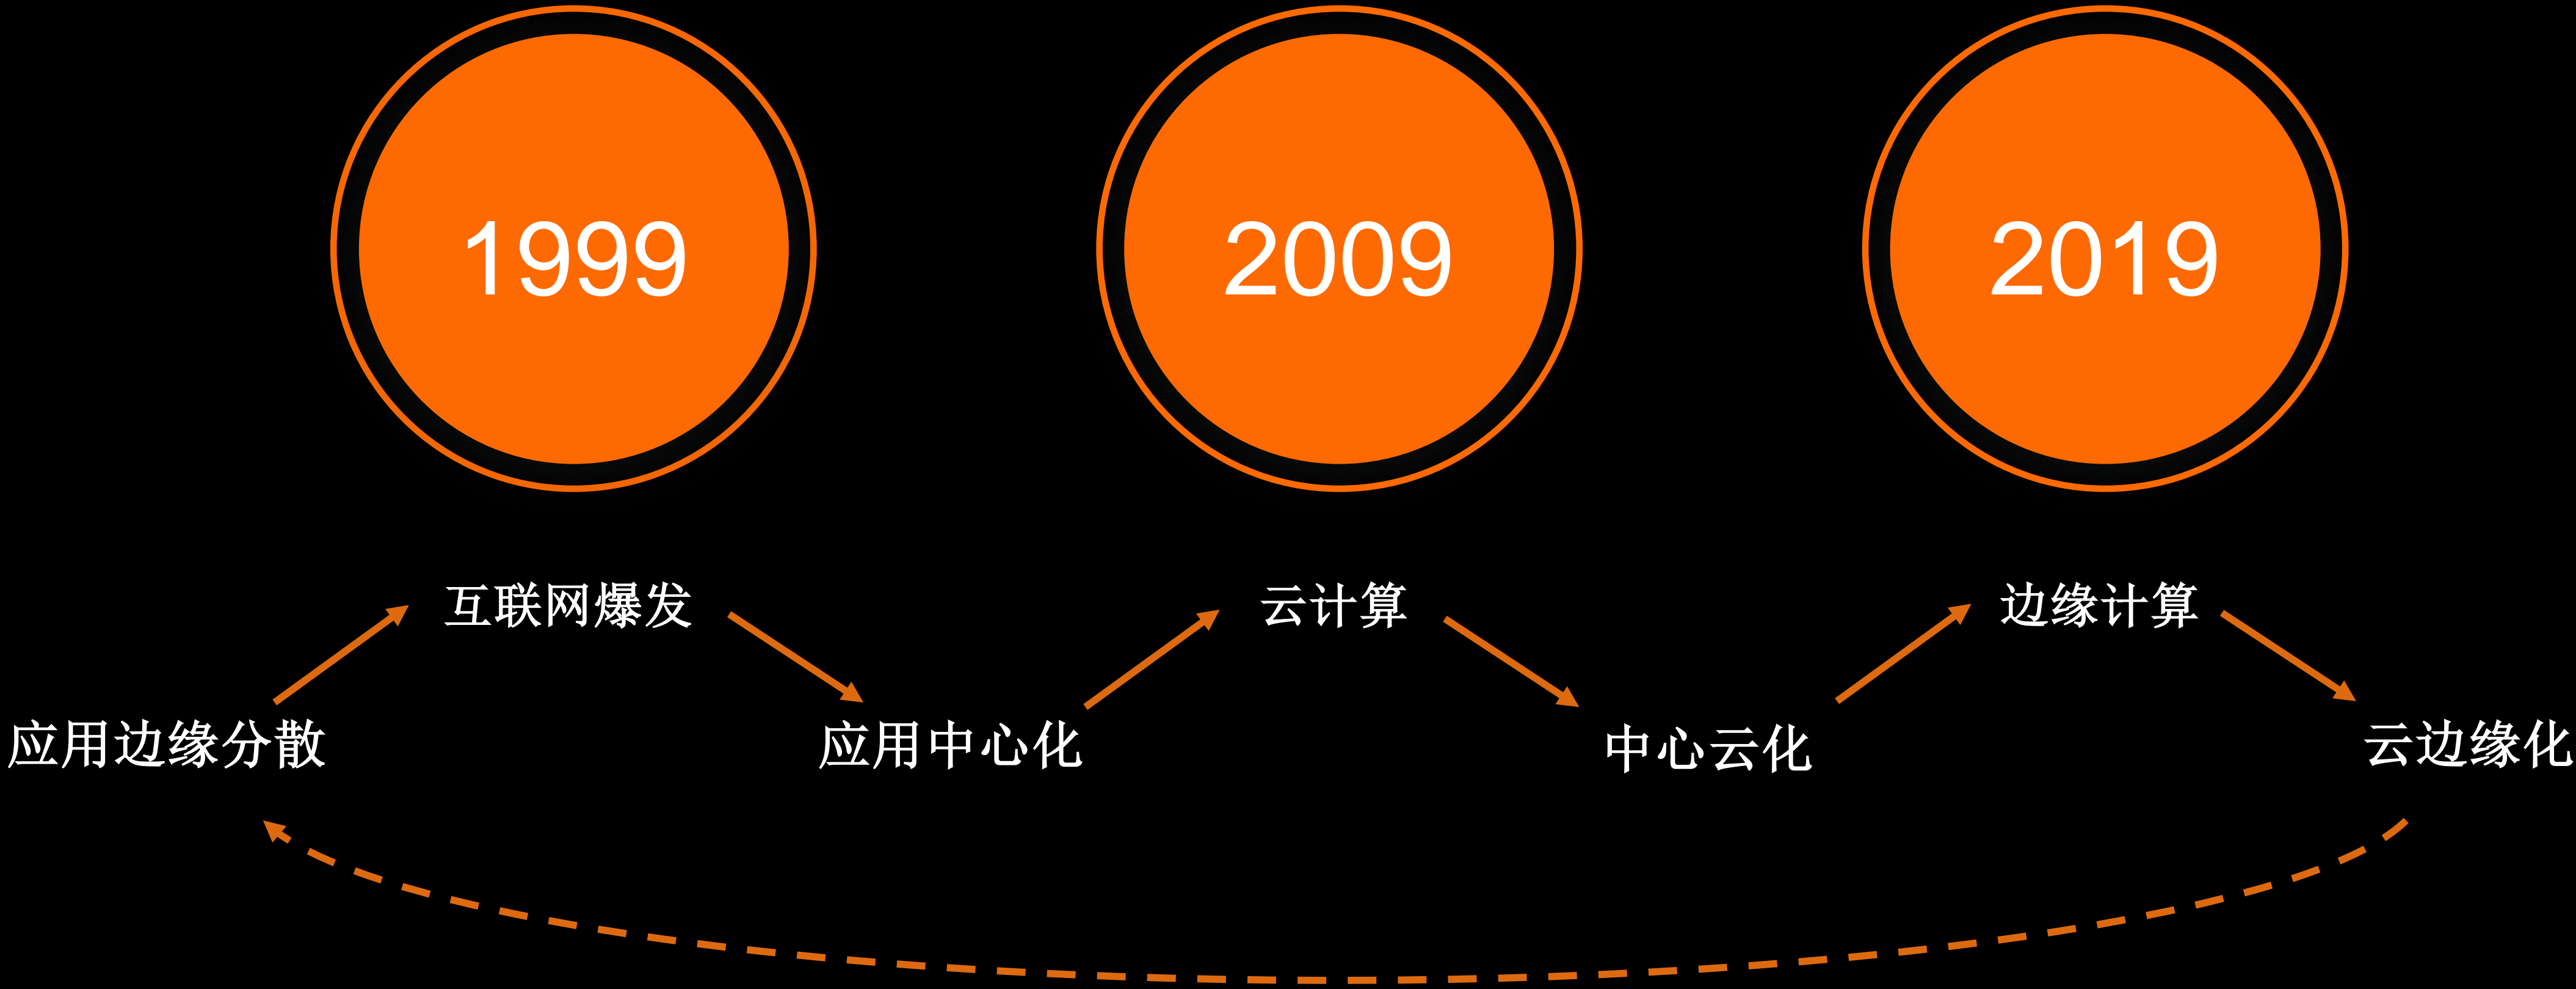 1999
2009
2019
互联网爆发
云计算
边缘计算
应用边缘分散
应用中心化
中心云化
云边缘化